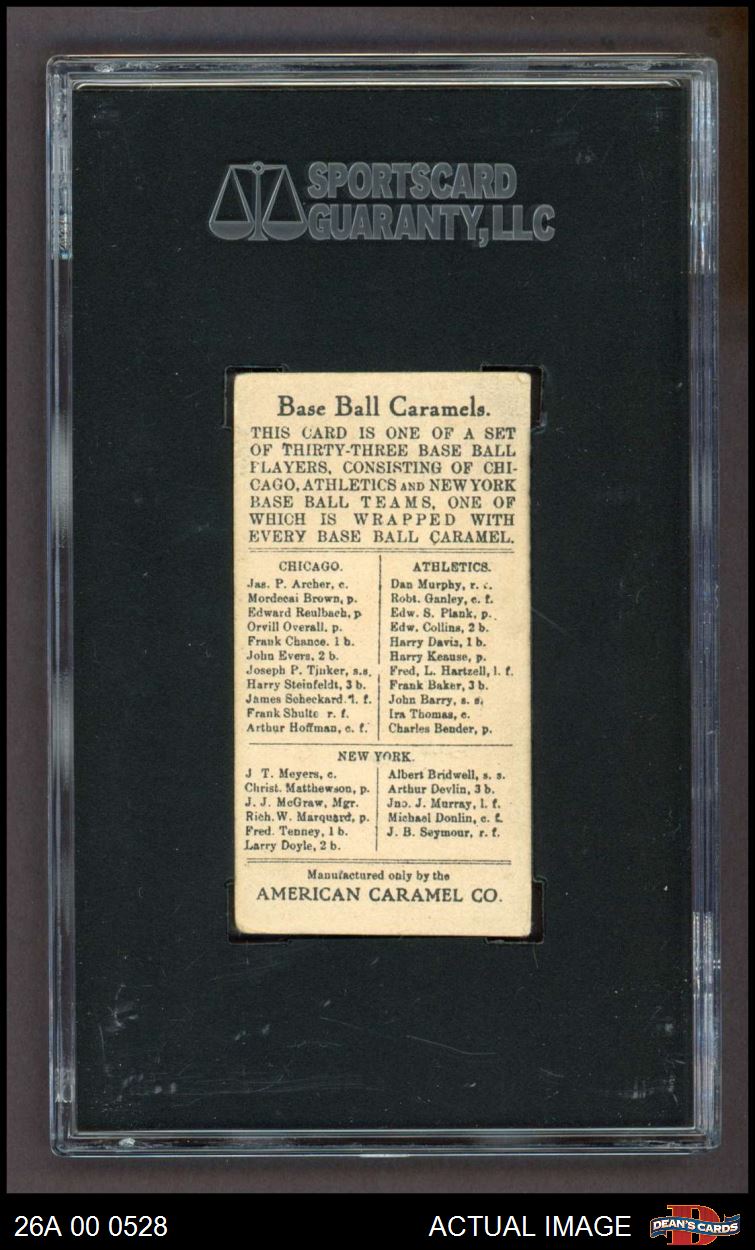 SPORTSCARD
GUARANTY, LLC
Base Ball Caramels.
THIS CARD IS ONE OF A SET
OF THIRTY-THREE BASE BALL
PLAYERS, CONSISTING OF CHI-
CAGO, ATHLETICS AND NEW YORK
BASE BALL TEAMS, ONE OF
WHICH IS WRAPPED WITH
EVERY BASE BALL CARAMEL.
CHICAGO.
Jas. P. Archer, c.
Mordecai Brown, p.
Edward Reulbach, p
Orvill Overall, p.
Frank Chance. 1 b.
John Evers, 2 b.
Joseph P. Tinker, s.s.
Harry Steinfeldt, 3 b.
James Scheckard. l. f.
Frank Shulte r. f.
Arthur Hoffman, c. f.
ATHLETICS.
Dan Murphy, r.
Robt. Ganley, c. f.
Edw. S. Plank, p.
Edw. Collins, 2 b.
Harry Davis, 1 b.
Harry Keause, p.
Fred, L. Hartzell, l. f.
Frank Baker, 3 b.
John Barry, s. s.
Ira Thomas, c.
Charles Bender, p.
NEW YORK.
J T. Meyers, c.
Christ. Matthewson, p.
J. J. McGraw, Mgr.
Rich. W. Marquard, p.
Fred. Tenney, 1 b.
Larry Doyle, 2 b.
Albert Bridwell, s. s.
Arthur Devlin, 3 b.
Jno. J. Murray, l. f.
Michael Donlin, c. f.
J. B. Seymour, r. f.
Manufactured only by the
AMERICAN CARAMEL CO.
26A 00 0528
ACTUAL IMAGE
DEAN'S CARDS